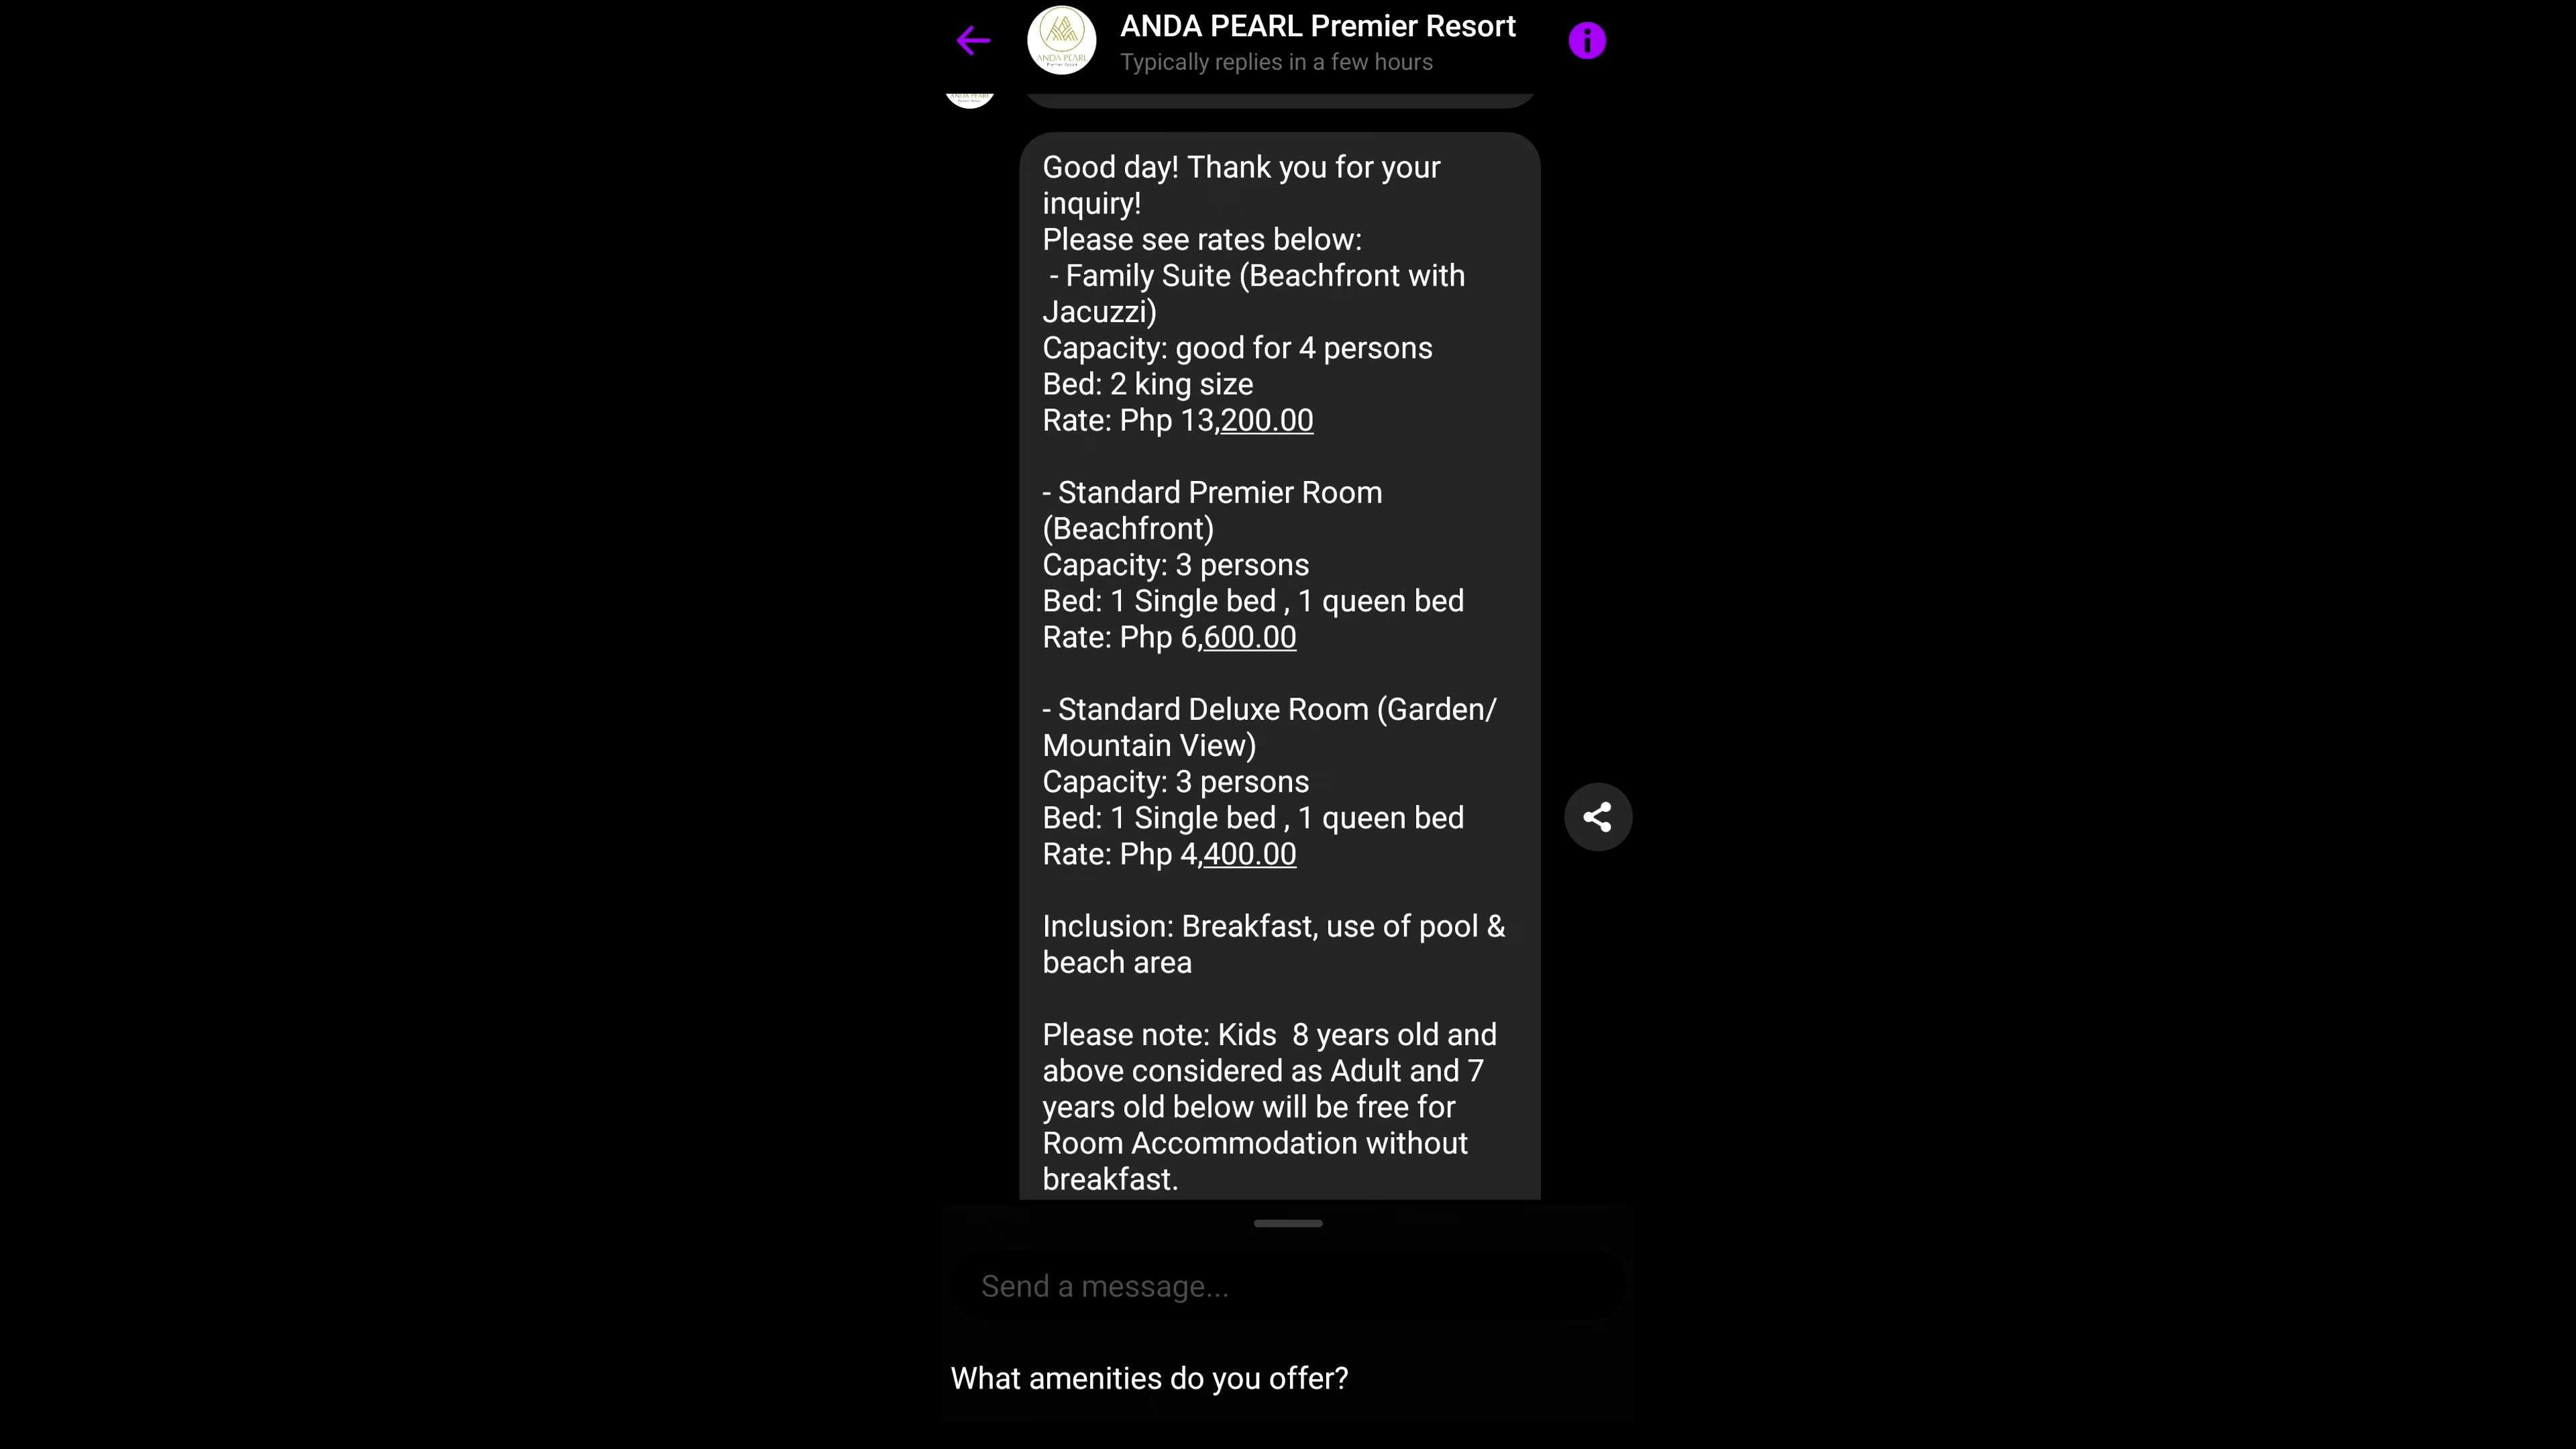 ANDA PEARL Premier Resort
Typically replies in a few hours
ANDA PEARL
Premier Resort
ANDA PEARL
Good day! Thank you for your
inquiry!
Please see rates below:
- Family Suite (Beachfront with
Jacuzzi)
Capacity: good for 4 persons
Bed: 2 king size
Rate: Php 13,200.00
- Standard Premier Room
(Beachfront)
Capacity: 3 persons
Bed: 1 Single bed , 1 queen bed
Rate: Php 6,600.00
- Standard Deluxe Room (Garden/
Mountain View)
Capacity: 3 persons
Bed: 1 Single bed , 1 queen bed
Rate: Php 4,400.00
Inclusion: Breakfast, use of pool &
beach area
Please note: Kids  8 years old and
above considered as Adult and 7
years old below will be free for
Room Accommodation without
breakfast.
Send a message...
What amenities do you offer?